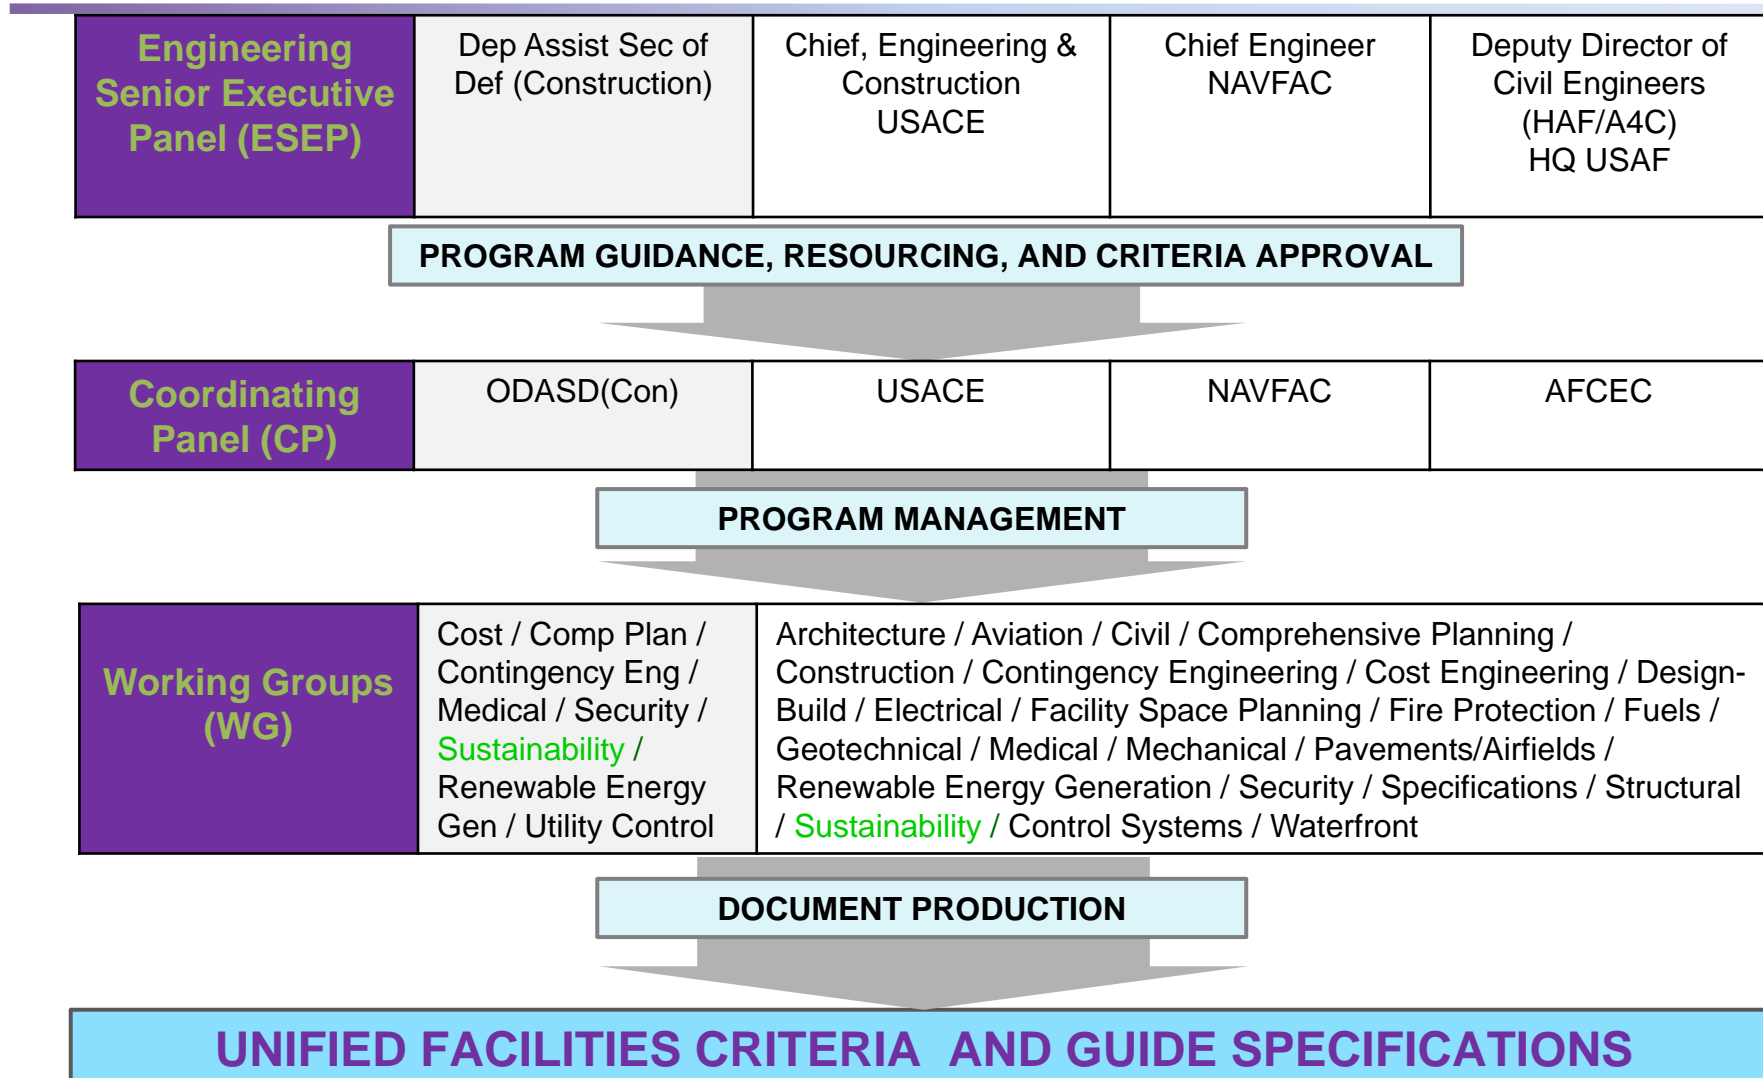 Engineering
Senior Executive
Panel (ESEP)
Dep Assist Sec of
Def (Construction)
Chief, Engineering &
Construction
USACE
Chief Engineer
NAVFAC
Deputy Director of
Civil Engineers
(HAF/A4C)
HQ USAF
PROGRAM GUIDANCE, RESOURCING, AND CRITERIA APPROVAL
Coordinating
Panel (CP)
ODASD(Con)
USACE
NAVFAC
AFCEC
PROGRAM MANAGEMENT
Working Groups
(WG)
Cost / Comp Plan /
Contingency Eng /
Medical / Security /
Sustainability /
Renewable Energy
Gen / Utility Control
Architecture / Aviation / Civil / Comprehensive Planning /
Construction / Contingency Engineering / Cost Engineering / Design-
Build / Electrical / Facility Space Planning / Fire Protection / Fuels /
Geotechnical / Medical / Mechanical / Pavements/Airfields /
Renewable Energy Generation / Security / Specifications / Structural
/ Sustainability / Control Systems / Waterfront
DOCUMENT PRODUCTION
UNIFIED FACILITIES CRITERIA  AND GUIDE SPECIFICATIONS